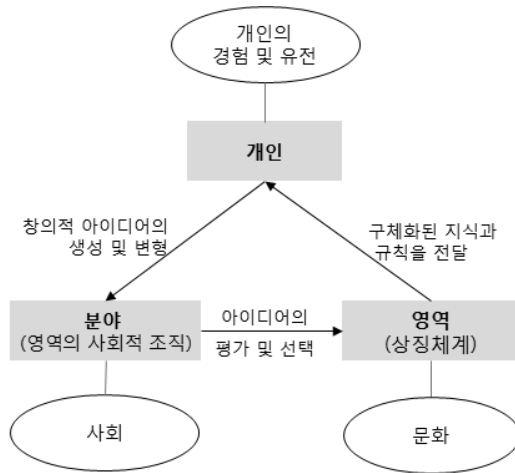 개인의
경험 및 유전
개인
창의적 아이디어의
생성 및 변형
구체화된 지식과
규칙을 전달
분야
(영역의 사회적 조직)
아이디어의
평가 및 선택
영역
(상징체계)
사회
문화